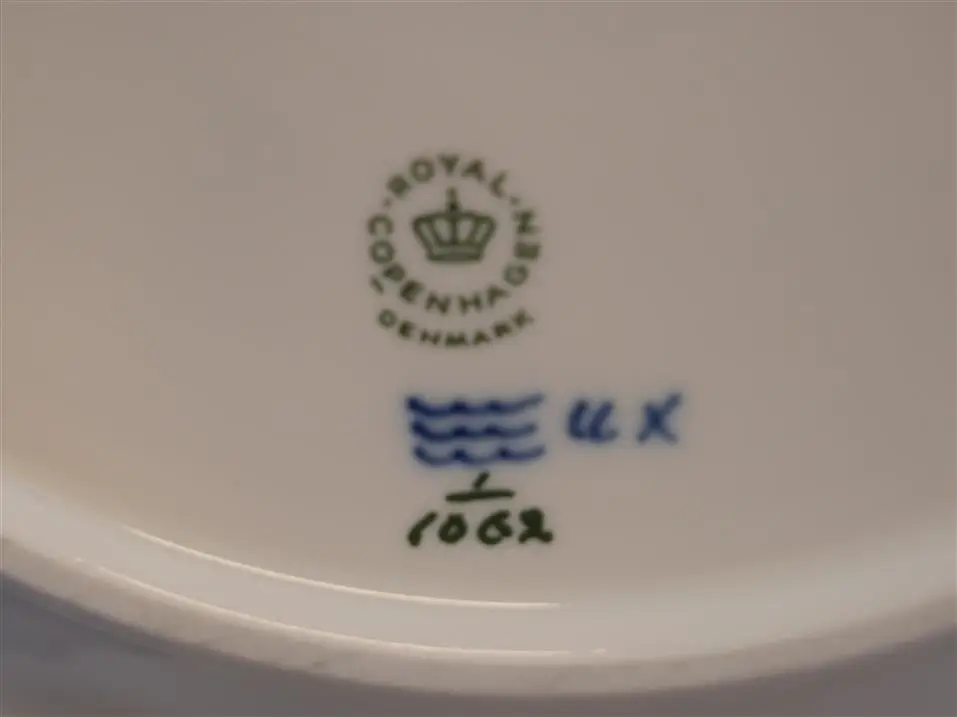 ROYAL
COPENHAGEN
DENMARK
UX
1
1062